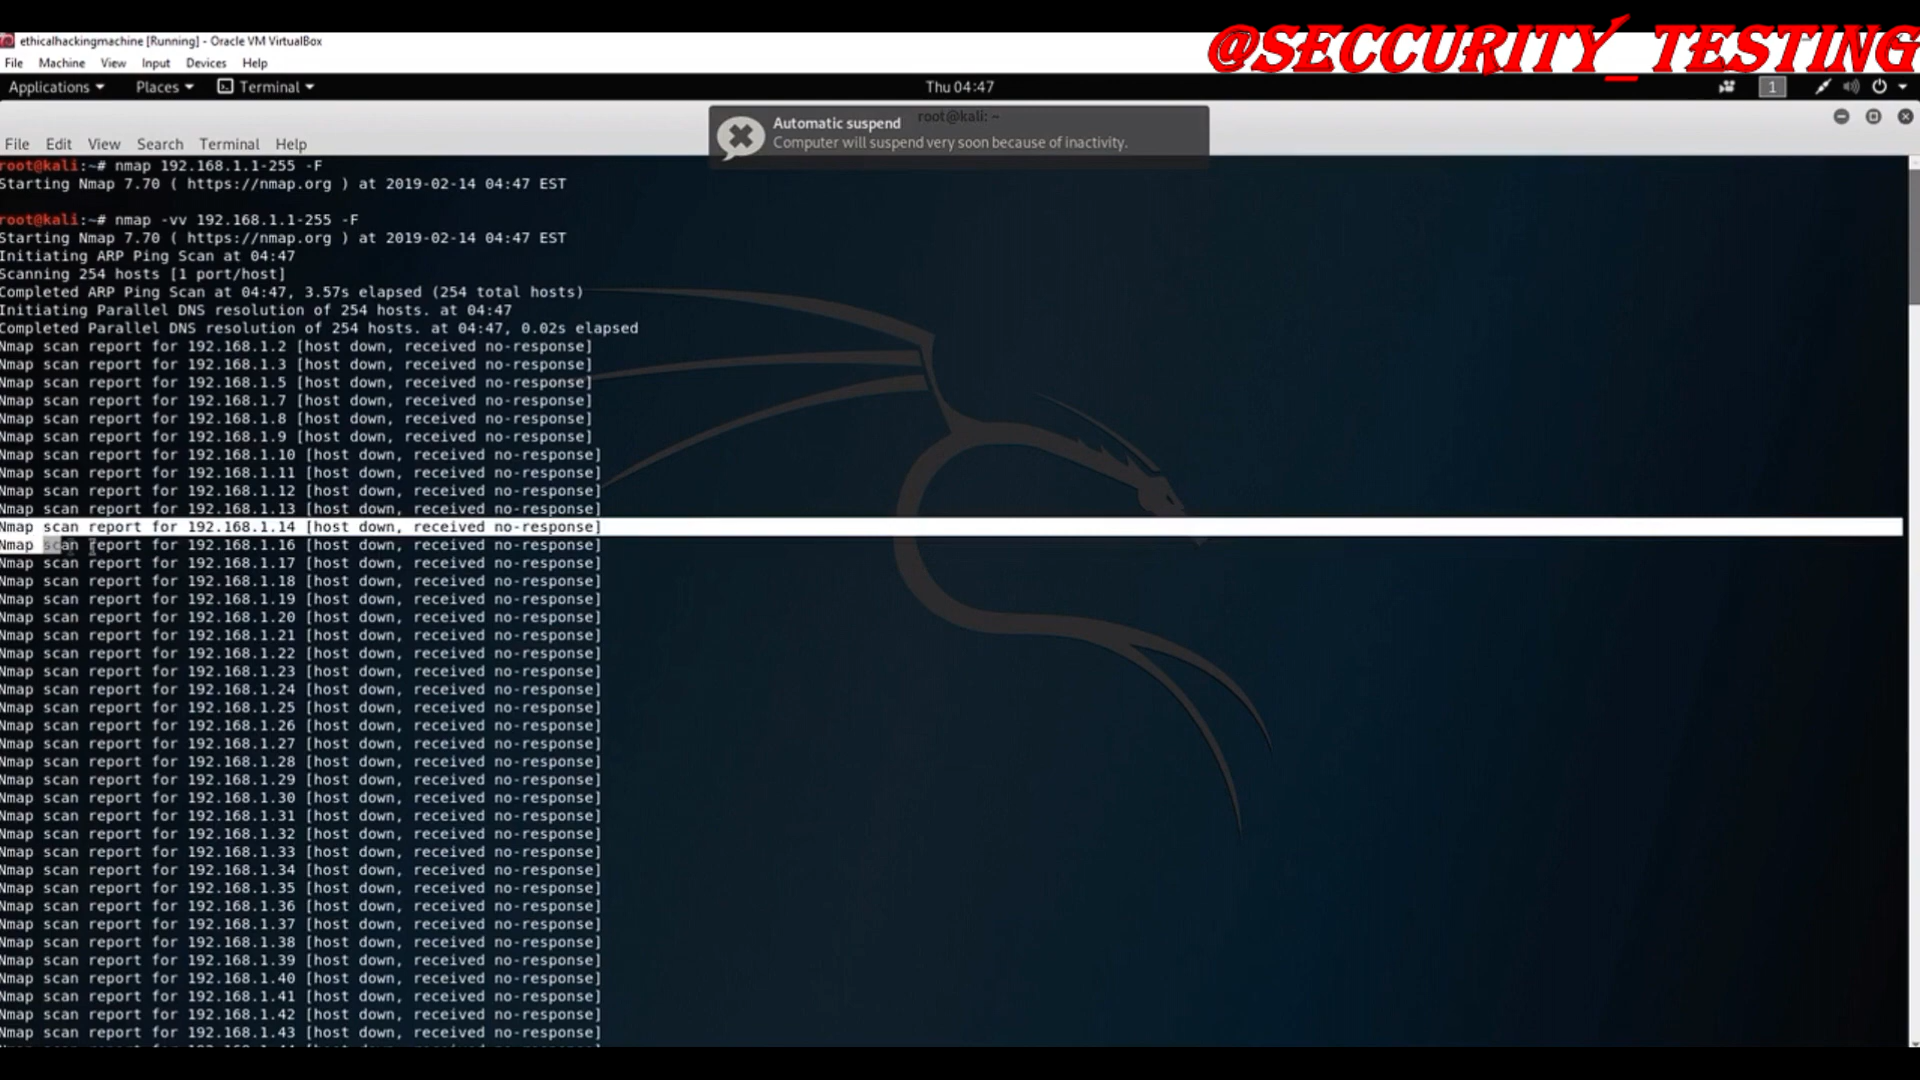 ethicalhackingmachine [Running] - Oracle VM VirtualBox
@SECCURITY_TESTING
File Machine View Input Devices Help
Applications Places Terminal Thu 04:47 1
root@kali: ~
Automatic suspend
Computer will suspend very soon because of inactivity.
File Edit View Search Terminal Help
root@kali:~# nmap 192.168.1.1-255 -F
Starting Nmap 7.70 ( https://nmap.org ) at 2019-02-14 04:47 EST
root@kali:~# nmap -vv 192.168.1.1-255 -F
Starting Nmap 7.70 ( https://nmap.org ) at 2019-02-14 04:47 EST
Initiating ARP Ping Scan at 04:47
Scanning 254 hosts [1 port/host]
Completed ARP Ping Scan at 04:47, 3.57s elapsed (254 total hosts)
Initiating Parallel DNS resolution of 254 hosts. at 04:47
Completed Parallel DNS resolution of 254 hosts. at 04:47, 0.02s elapsed
Nmap scan report for 192.168.1.2 [host down, received no-response]
Nmap scan report for 192.168.1.3 [host down, received no-response]
Nmap scan report for 192.168.1.5 [host down, received no-response]
Nmap scan report for 192.168.1.7 [host down, received no-response]
Nmap scan report for 192.168.1.8 [host down, received no-response]
Nmap scan report for 192.168.1.9 [host down, received no-response]
Nmap scan report for 192.168.1.10 [host down, received no-response]
Nmap scan report for 192.168.1.11 [host down, received no-response]
Nmap scan report for 192.168.1.12 [host down, received no-response]
Nmap scan report for 192.168.1.13 [host down, received no-response]
Nmap scan report for 192.168.1.14 [host down, received no-response]
Nmap scan report for 192.168.1.16 [host down, received no-response]
Nmap scan report for 192.168.1.17 [host down, received no-response]
Nmap scan report for 192.168.1.18 [host down, received no-response]
Nmap scan report for 192.168.1.19 [host down, received no-response]
Nmap scan report for 192.168.1.20 [host down, received no-response]
Nmap scan report for 192.168.1.21 [host down, received no-response]
Nmap scan report for 192.168.1.22 [host down, received no-response]
Nmap scan report for 192.168.1.23 [host down, received no-response]
Nmap scan report for 192.168.1.24 [host down, received no-response]
Nmap scan report for 192.168.1.25 [host down, received no-response]
Nmap scan report for 192.168.1.26 [host down, received no-response]
Nmap scan report for 192.168.1.27 [host down, received no-response]
Nmap scan report for 192.168.1.28 [host down, received no-response]
Nmap scan report for 192.168.1.29 [host down, received no-response]
Nmap scan report for 192.168.1.30 [host down, received no-response]
Nmap scan report for 192.168.1.31 [host down, received no-response]
Nmap scan report for 192.168.1.32 [host down, received no-response]
Nmap scan report for 192.168.1.33 [host down, received no-response]
Nmap scan report for 192.168.1.34 [host down, received no-response]
Nmap scan report for 192.168.1.35 [host down, received no-response]
Nmap scan report for 192.168.1.36 [host down, received no-response]
Nmap scan report for 192.168.1.37 [host down, received no-response]
Nmap scan report for 192.168.1.38 [host down, received no-response]
Nmap scan report for 192.168.1.39 [host down, received no-response]
Nmap scan report for 192.168.1.40 [host down, received no-response]
Nmap scan report for 192.168.1.41 [host down, received no-response]
Nmap scan report for 192.168.1.42 [host down, received no-response]
Nmap scan report for 192.168.1.43 [host down, received no-response]